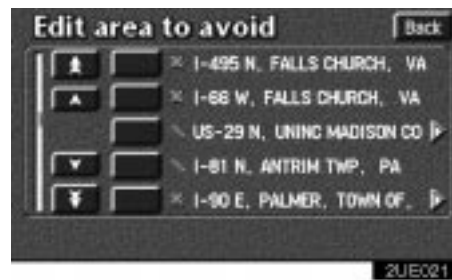 Edit area to avoid
Back
I-495 N, FALLS CHURCH, VA
I-66 W, FALLS CHURCH, VA
US-29 N, UNINC MADISON CO
I-81 N, ANTRIM TWP, PA
I-90 E, PALMER, TOWN OF,
2UE021